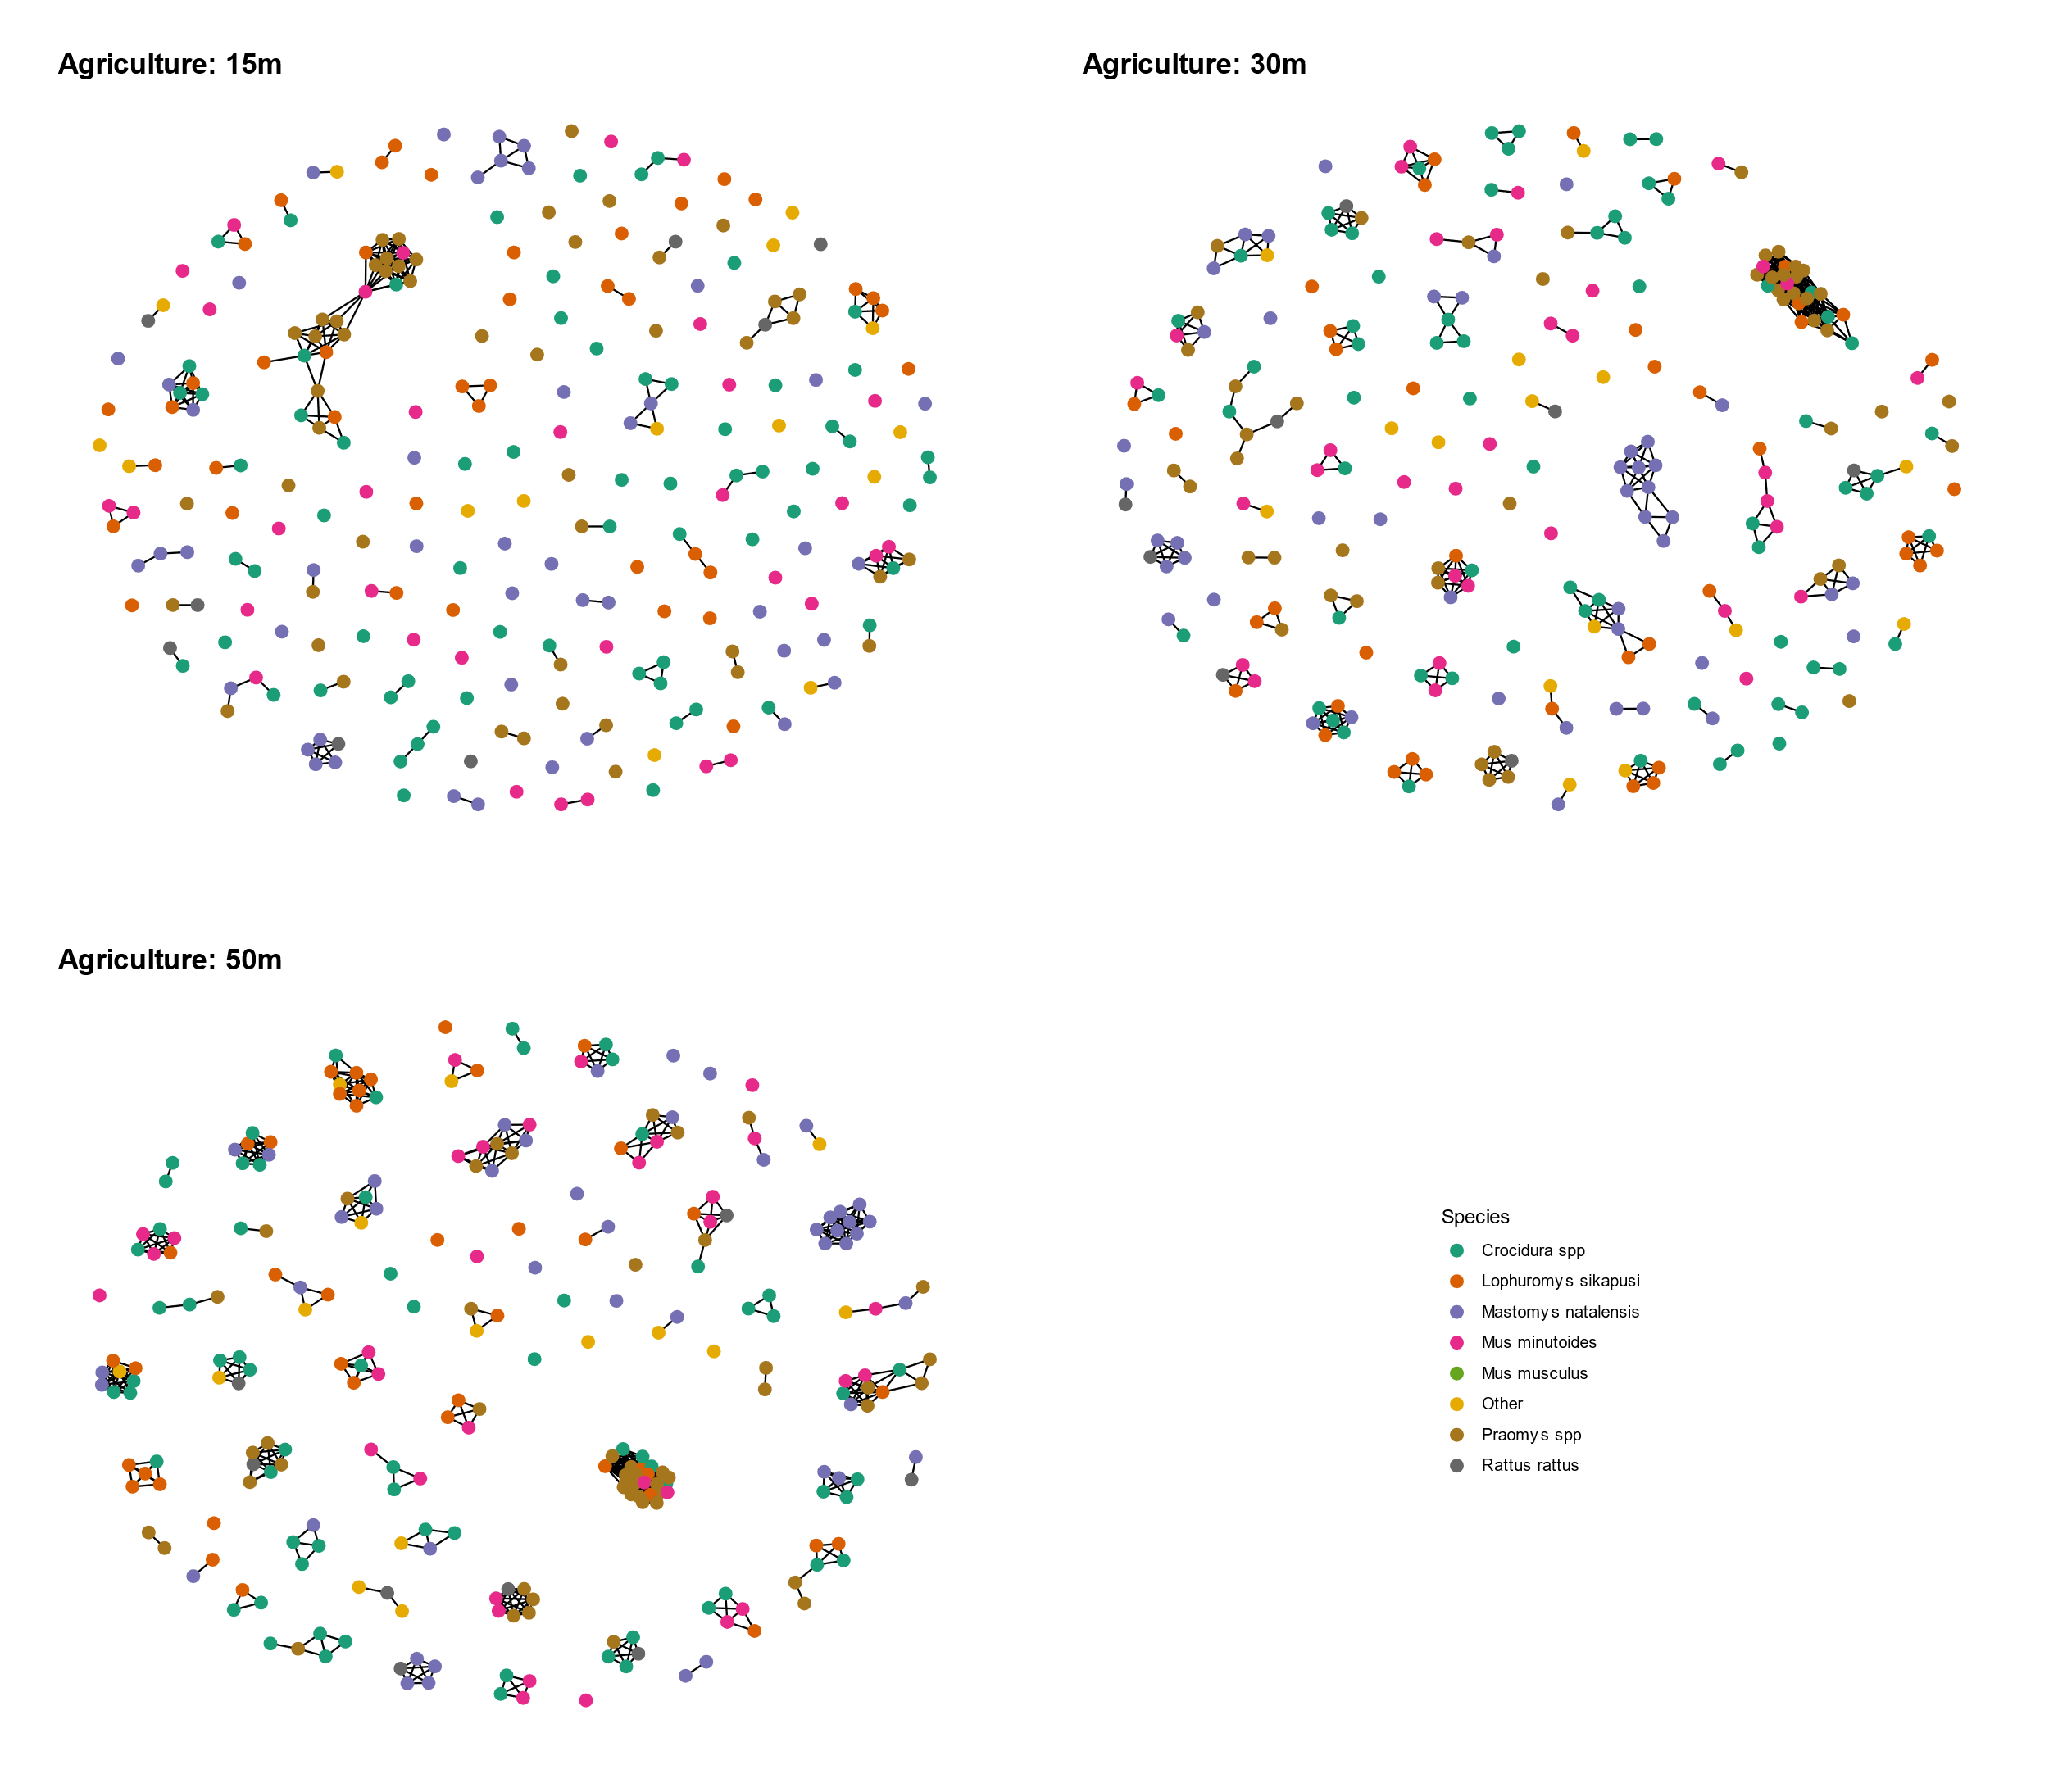 Agriculture: 15m
Agriculture: 30m
Agriculture: 50m
Species
Crocidura spp
Lophuromys sikapusi
Mastomys natalensis
Mus minutoides
Mus musculus
Other
Praomys spp
Rattus rattus